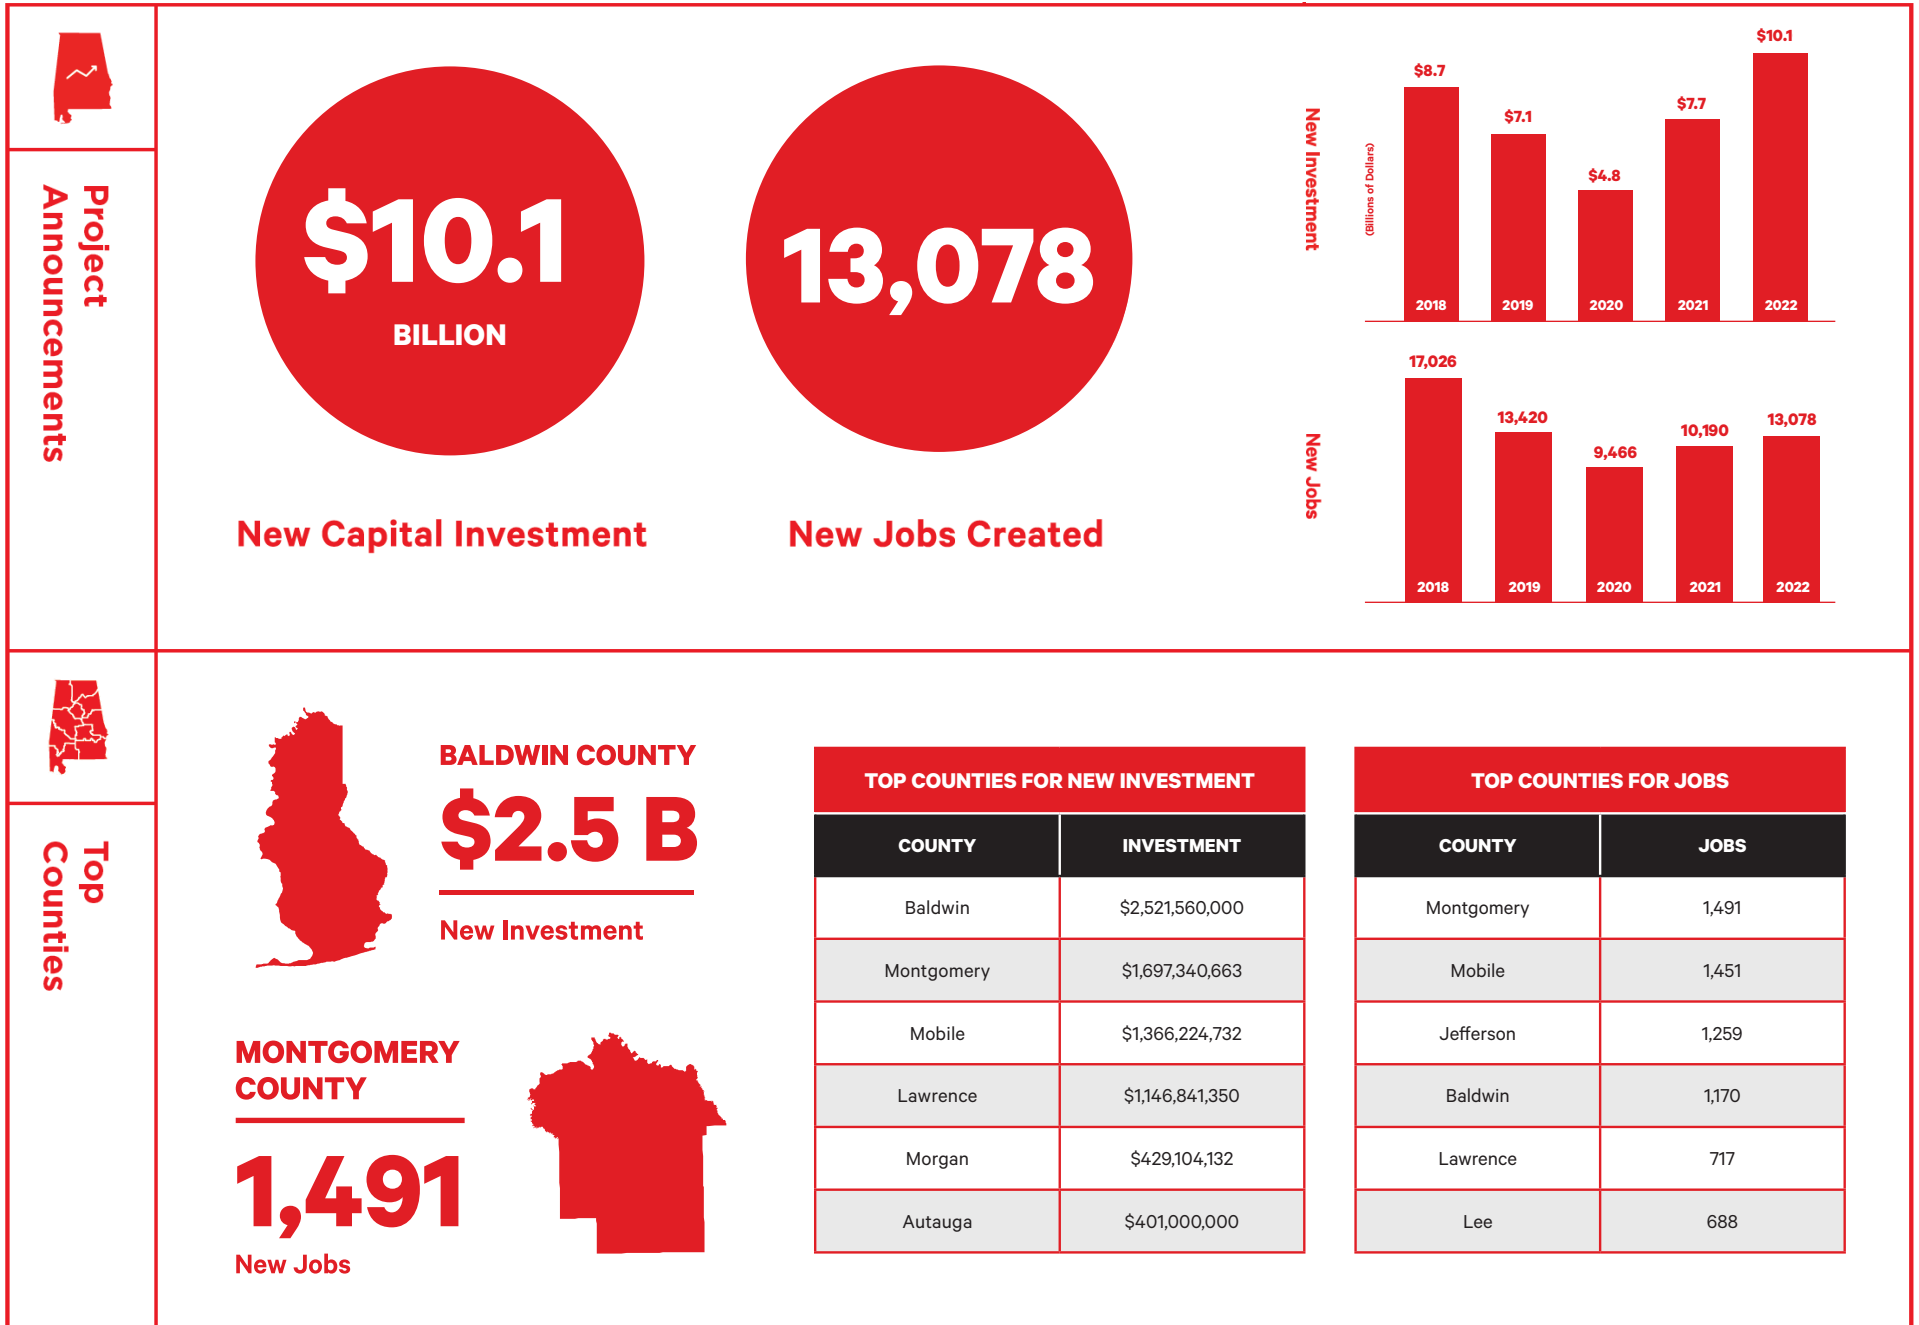 Project
Announcements
$10.1
BILLION
New Capital Investment
13,078
New Jobs Created
New Investment
(Billions of Dollars)
$8.7
$7.1
$4.8
$7.7
$10.1
2018
2019
2020
2021
2022
New Jobs
17,026
13,420
9,466
10,190
13,078
2018
2019
2020
2021
2022
Top
Counties
BALDWIN COUNTY
$2.5 B
New Investment
MONTGOMERY
COUNTY
1,491
New Jobs
TOP COUNTIES FOR NEW INVESTMENT
COUNTY INVESTMENT
Baldwin $2,521,560,000
Montgomery $1,697,340,663
Mobile $1,366,224,732
Lawrence $1,146,841,350
Morgan $429,104,132
Autauga $401,000,000
TOP COUNTIES FOR JOBS
COUNTY JOBS
Montgomery 1,491
Mobile 1,451
Jefferson 1,259
Baldwin 1,170
Lawrence 717
Lee 688